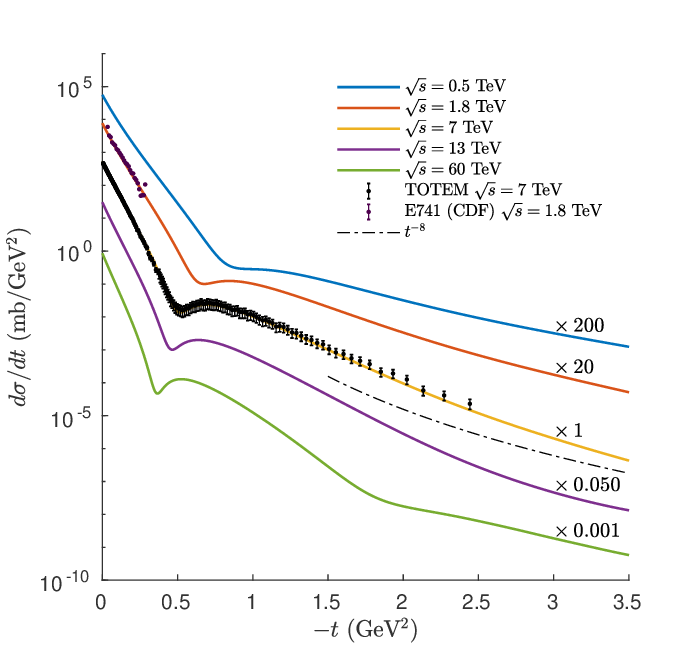 10^5
10^0
10^-5
10^-10
dσ/dt (mb/GeV^2)
√s = 0.5 TeV
√s = 1.8 TeV
√s = 7 TeV
√s = 13 TeV
√s = 60 TeV
TOTEM √s = 7 TeV
E741 (CDF) √s = 1.8 TeV
t^-8
× 200
× 20
× 1
× 0.050
× 0.001
0 0.5 1 1.5 2 2.5 3 3.5
−t (GeV^2)